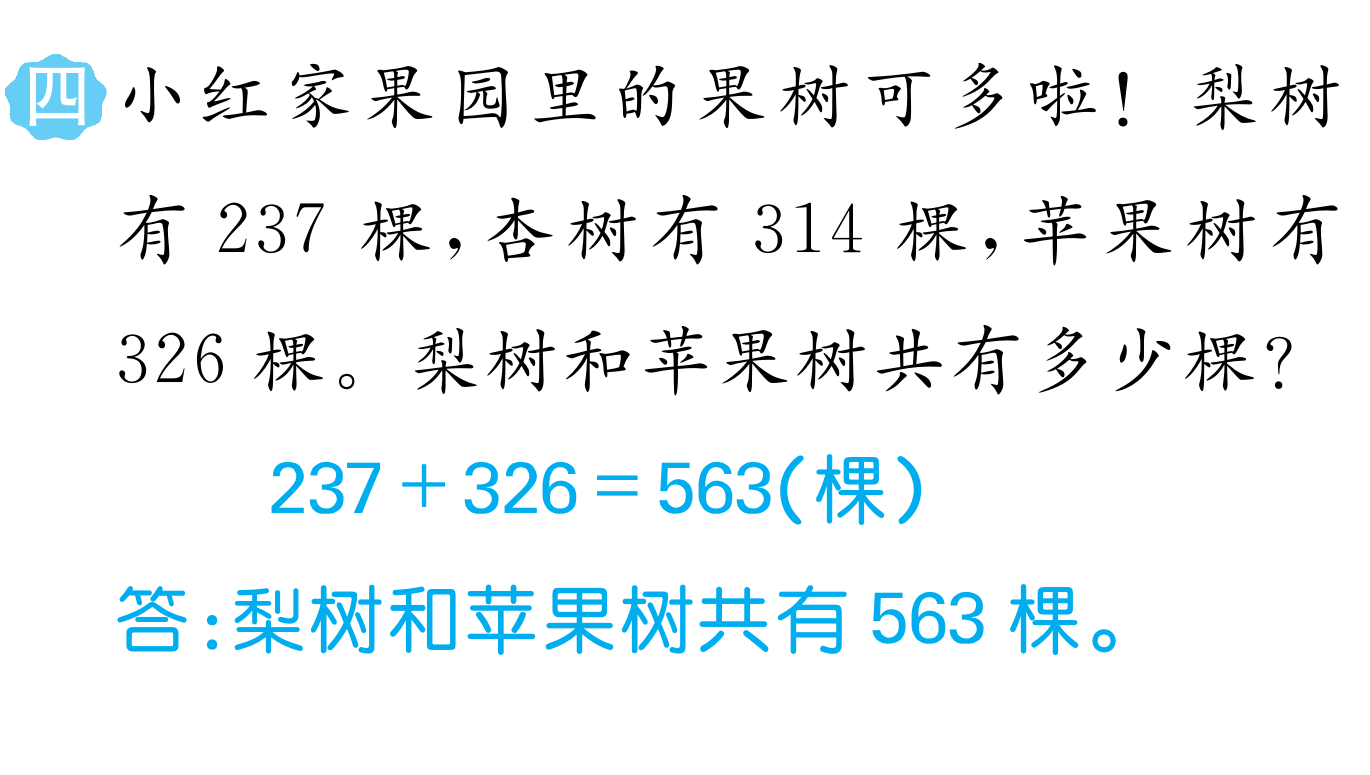 四 小红家果园里的果树可多啦！梨树
有 237 棵，杏树有 314 棵，苹果树有
326 棵。梨树和苹果树共有多少棵？
237＋326＝563(棵)
答：梨树和苹果树共有 563 棵。